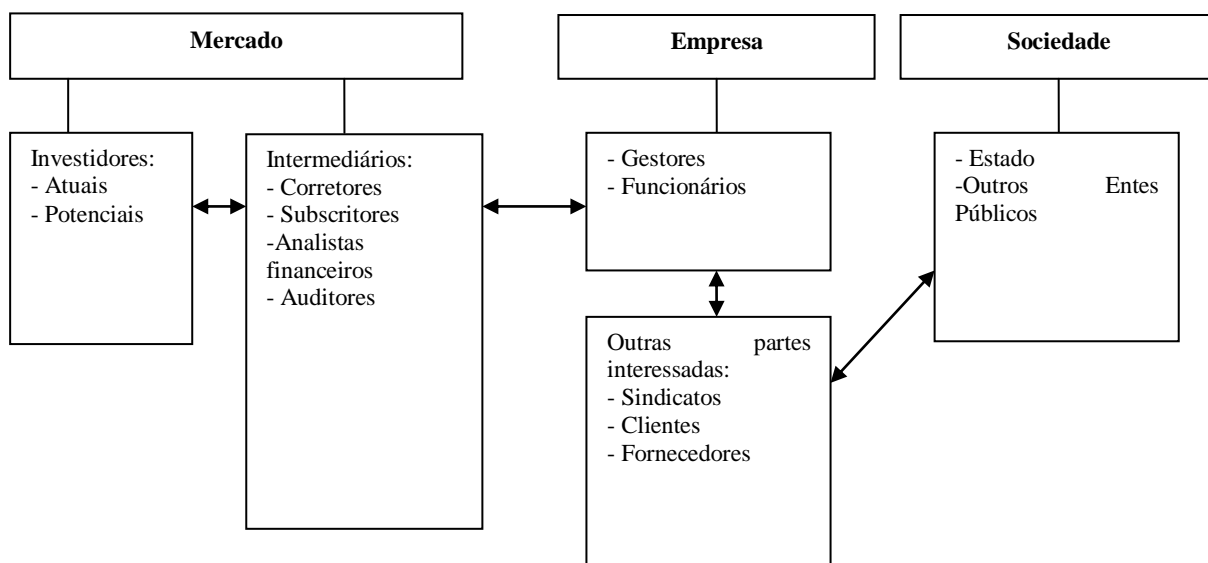 Mercado
Empresa
Sociedade
Investidores:
- Atuais
- Potenciais
Intermediários:
- Corretores
- Subscritores
-Analistas
financeiros
- Auditores
- Gestores
- Funcionários
- Estado
-Outros Entes
Públicos
Outras partes
interessadas:
- Sindicatos
- Clientes
- Fornecedores